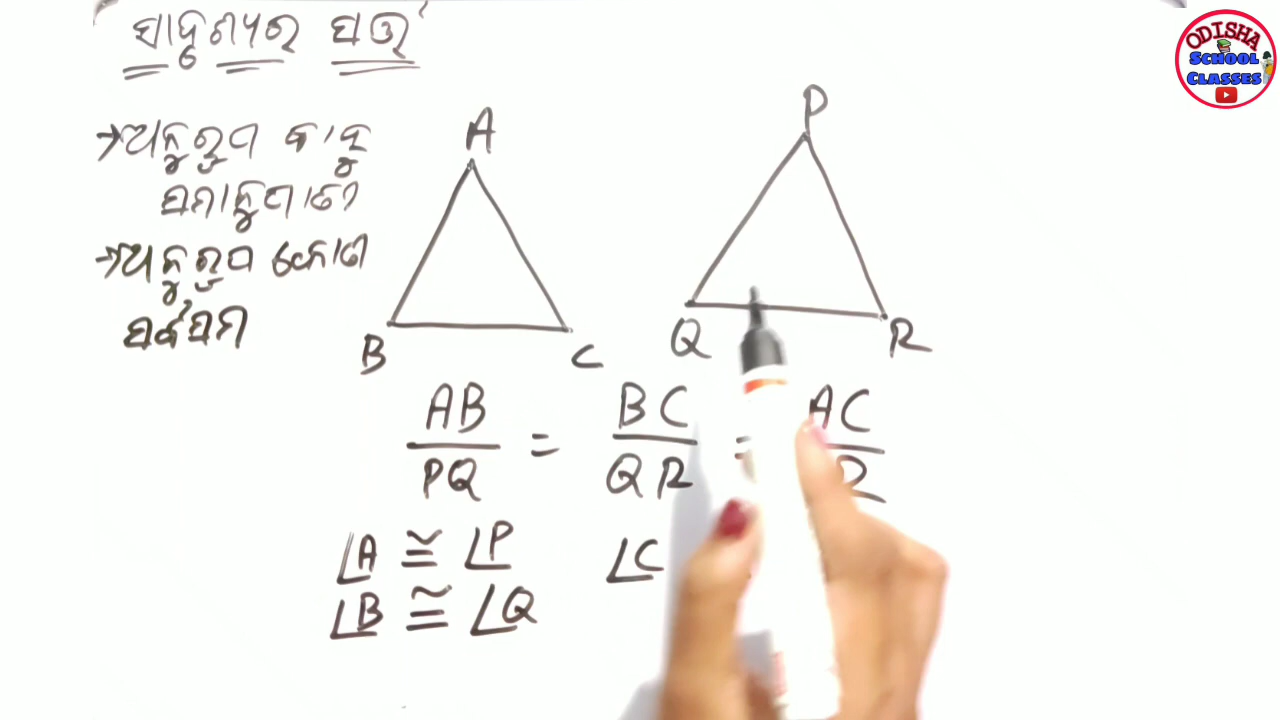 ସାଦୃଶ୍ୟର ସର୍ତ୍ତ
→ ଅନୁରୂପ ବାହୁ
ସମାନୁପାତୀ
→ ଅନୁରୂପ କୋଣ
ସର୍ବସମ
A
P
B
C
Q
R
AB/PQ = BC/QR = AC/R
∠A ≅ ∠P ∠C
∠B ≅ ∠Q
ODISHA
SCHOOL
CLASSES